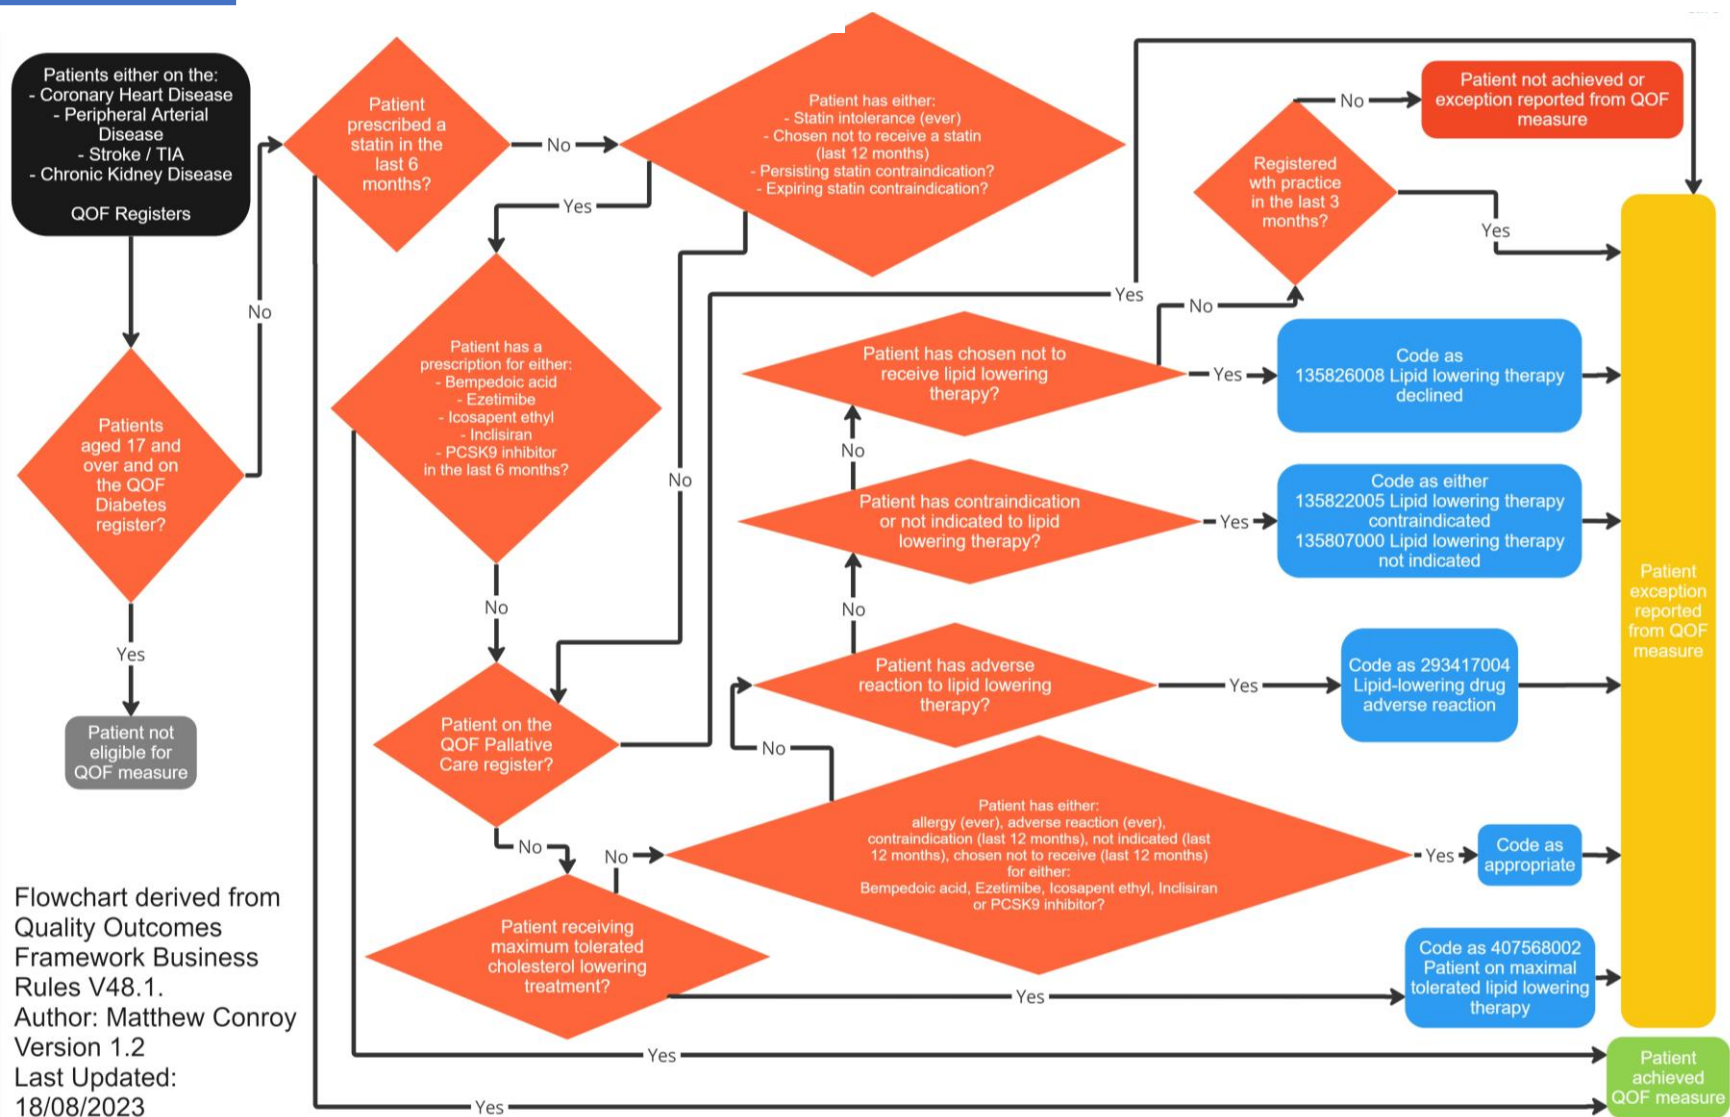 Patients either on the:
- Coronary Heart Disease
- Peripheral Arterial
Disease
- Stroke / TIA
- Chronic Kidney Disease
QOF Registers
No
Patients
aged 17 and
over and on
the QOF
Diabetes
register?
Yes
Patient not
eligible for
QOF measure
Patient
prescribed a
statin in the
last 6
months?
No
Patient has either:
- Statin intolerance (ever)
- Chosen not to receive a statin
(last 12 months)
- Persisting statin contraindication?
- Expiring statin contraindication?
Yes
Patient has a
prescription for either:
- Bempedoic acid
- Ezetimibe
- Icosapent ethyl
- Inclisiran
- PCSK9 inhibitor
in the last 6 months?
No
No
Patient on the
QOF Pallative
Care register?
Yes
No
Patient receiving
maximum tolerated
cholesterol lowering
treatment?
No
Yes
Patient has either:
allergy (ever), adverse reaction (ever),
contraindication (last 12 months), not indicated (last
12 months), chosen not to receive (last 12 months)
for either:
Bempedoic acid, Ezetimibe, Icosapent ethyl, Inclisiran
or PCSK9 inhibitor?
Yes
Code as
appropriate
No
Patient has adverse
reaction to lipid lowering
therapy?
Yes
Code as 293417004
Lipid-lowering drug
adverse reaction
No
Patient has contraindication
or not indicated to lipid
lowering therapy?
Yes
Code as either
135822005 Lipid lowering therapy
contraindicated
135807000 Lipid lowering therapy
not indicated
No
Patient has chosen not to
receive lipid lowering
therapy?
Yes
Code as
135826008 Lipid lowering therapy
declined
No
Registered
wth practice
in the last 3
months?
No
Patient not achieved or
exception reported from QOF
measure
Yes
Patient
exception
reported
from QOF
measure
Code as 407568002
Patient on maximal
tolerated lipid lowering
therapy
Yes
Yes
Patient
achieved
QOF measure
Flowchart derived from
Quality Outcomes
Framework Business
Rules V48.1.
Author: Matthew Conroy
Version 1.2
Last Updated:
18/08/2023